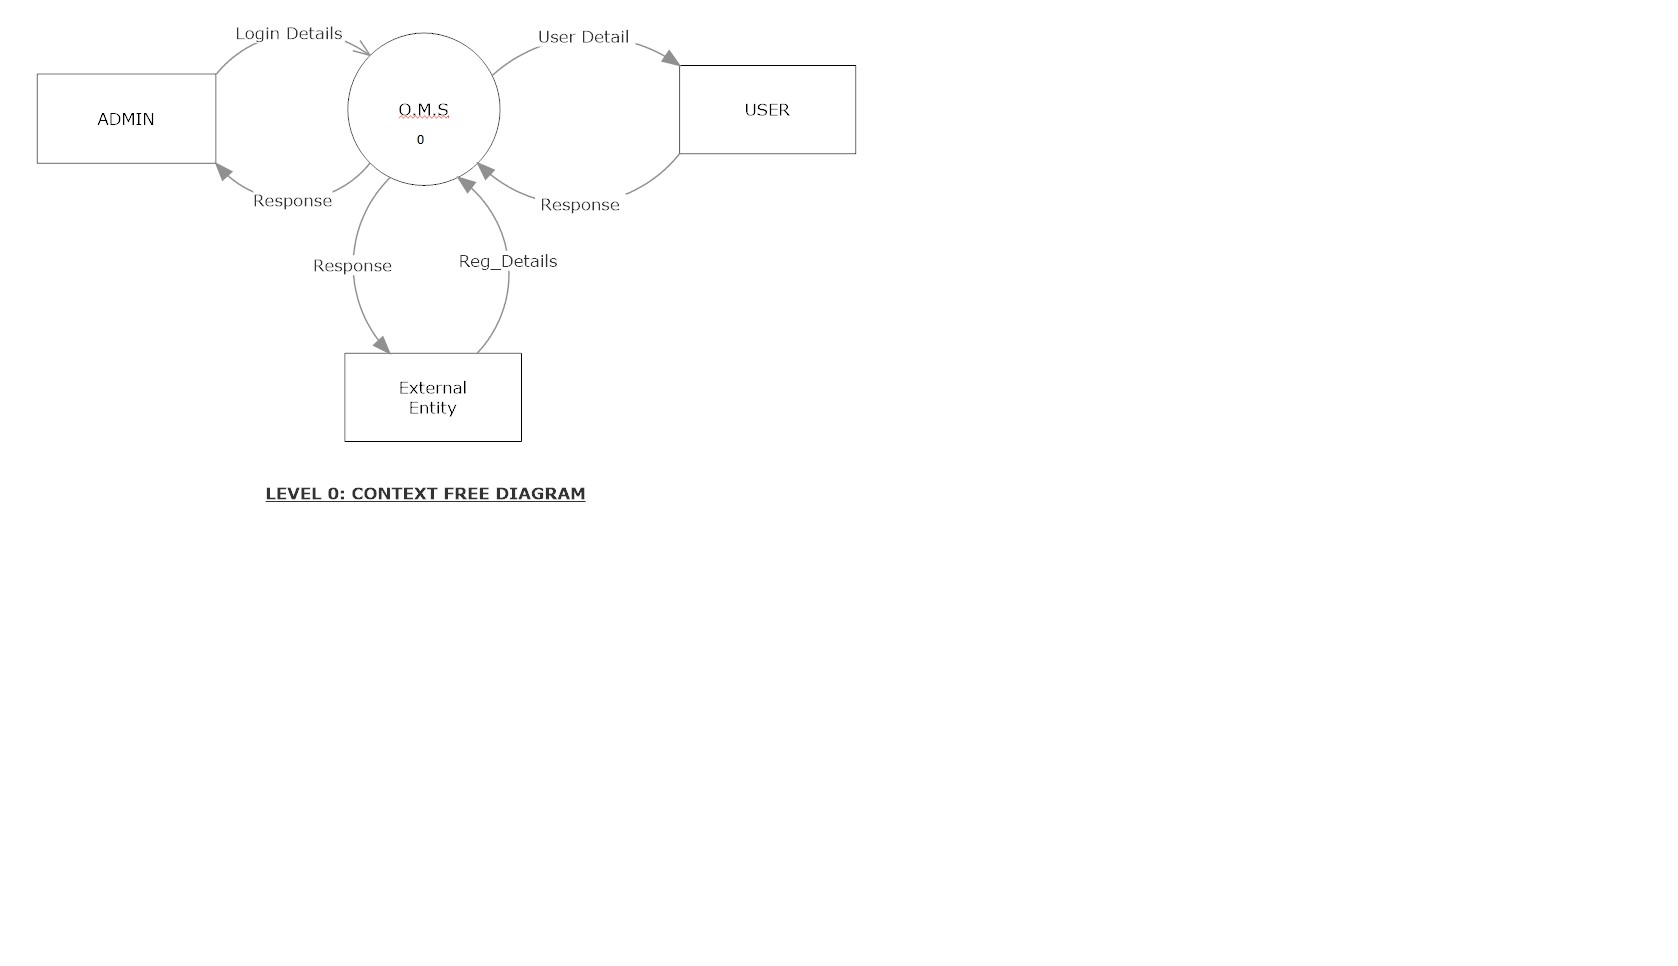 Login Details
User Detail
ADMIN
O.M.S
0
USER
Response
Response
Response
Reg_Details
External
Entity
LEVEL 0: CONTEXT FREE DIAGRAM